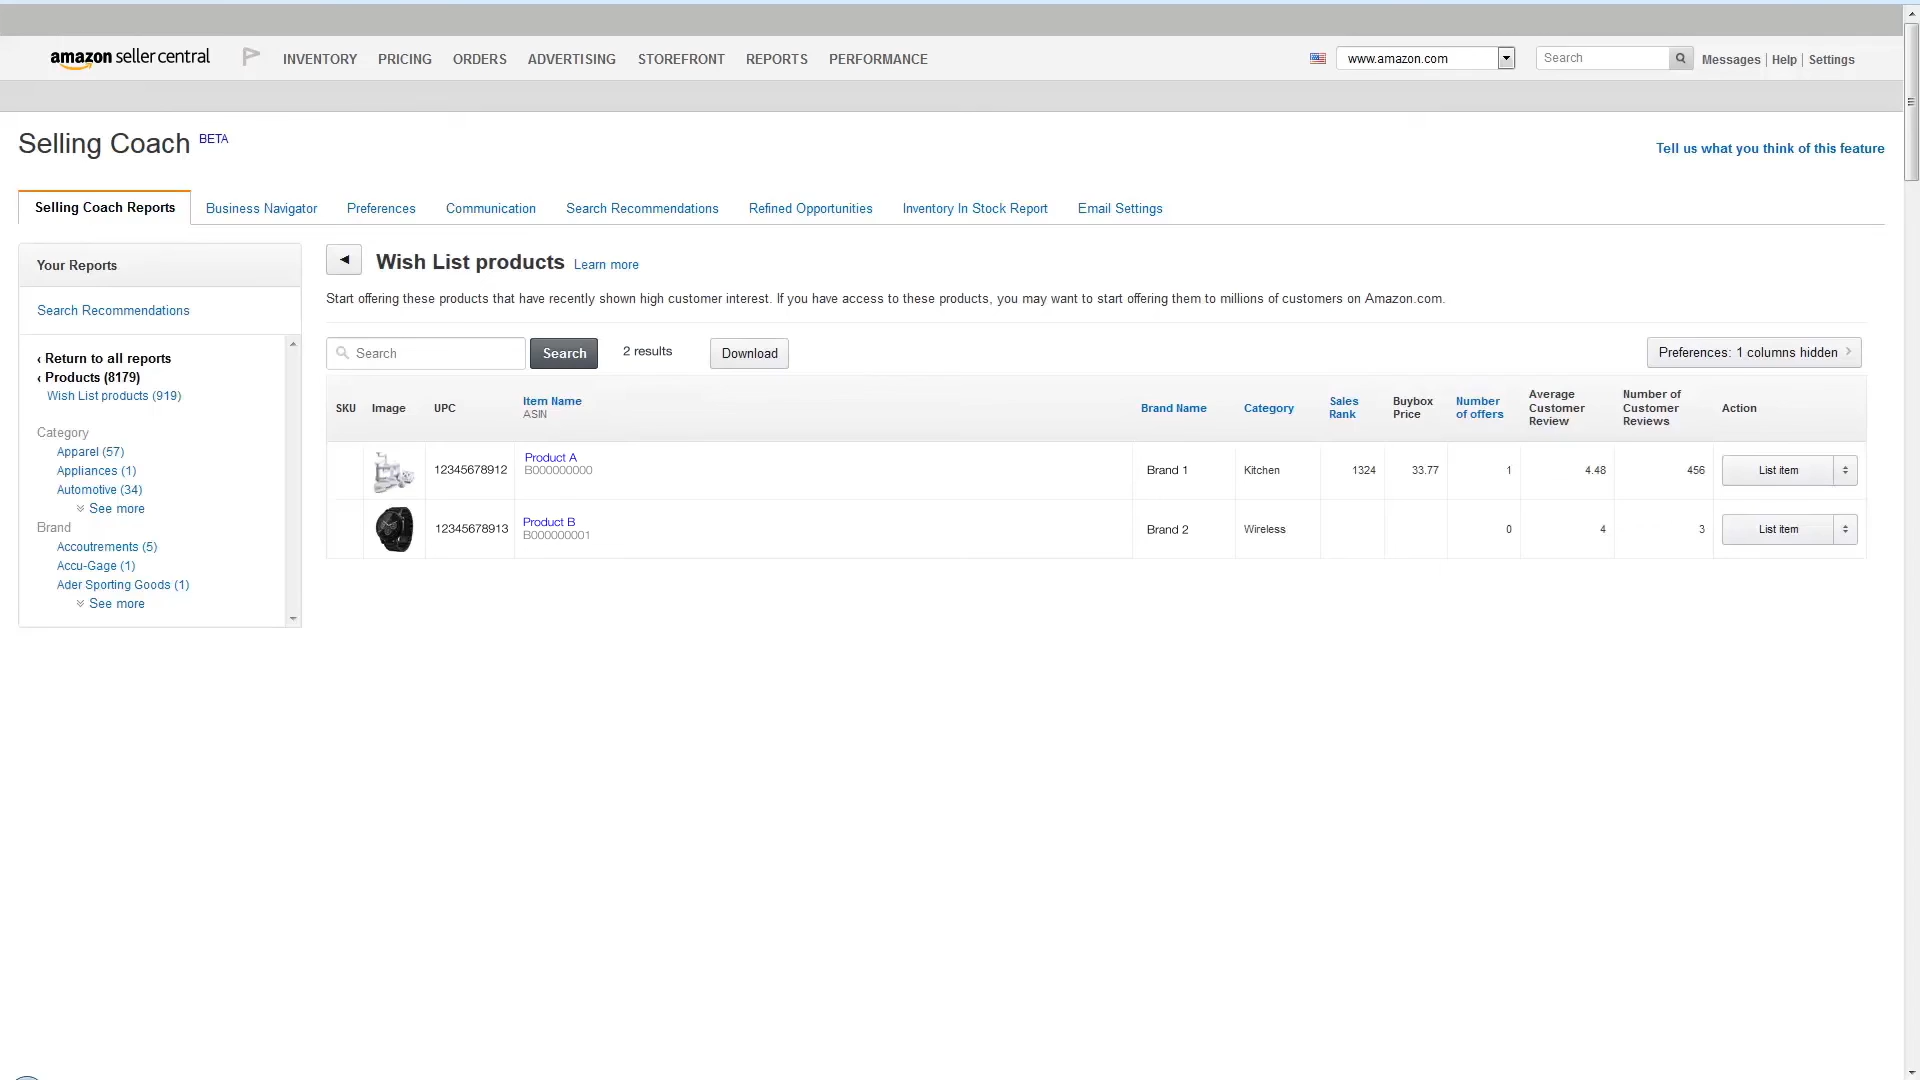 amazon seller central
INVENTORY PRICING ORDERS ADVERTISING STOREFRONT REPORTS PERFORMANCE
www.amazon.com
Search
Messages | Help | Settings
Selling Coach BETA
Tell us what you think of this feature
Selling Coach Reports
Business Navigator
Preferences
Communication
Search Recommendations
Refined Opportunities
Inventory In Stock Report
Email Settings
Your Reports
Search Recommendations
‹ Return to all reports
‹ Products (8179)
Wish List products (919)
Category
Apparel (57)
Appliances (1)
Automotive (34)
See more
Brand
Accoutrements (5)
Accu-Gage (1)
Ader Sporting Goods (1)
See more
Wish List products Learn more
Start offering these products that have recently shown high customer interest. If you have access to these products, you may want to start offering them to millions of customers on Amazon.com.
Search
Search
2 results
Download
Preferences: 1 columns hidden
SKU
Image
UPC
Item Name
ASIN
Brand Name
Category
Sales
Rank
Buybox
Price
Number
of offers
Average
Customer
Review
Number of
Customer
Reviews
Action
12345678912
Product A
B000000000
Brand 1
Kitchen
1324
33.77
1
4.48
456
List item
12345678913
Product B
B000000001
Brand 2
Wireless
0
4
3
List item